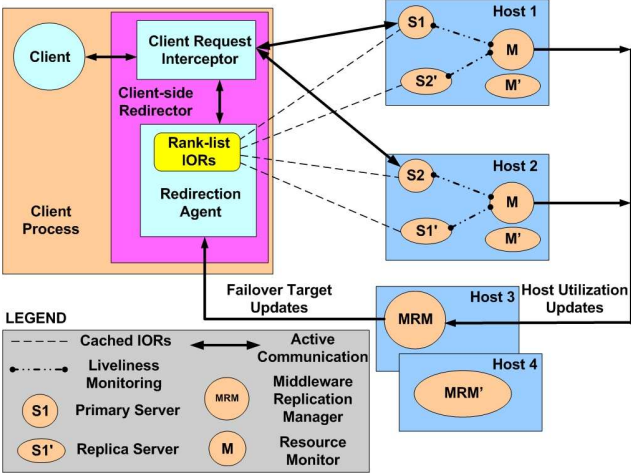 Client
Client Request
Interceptor
Client-side
Redirector
Rank-list
IORs
Redirection
Agent
Client
Process
Host 1
S1
M
S2'
M'
Host 2
S2
M
S1'
M'
Failover Target
Updates
Host Utilization
Updates
Host 3
MRM
Host 4
MRM'
LEGEND
Cached IORs
Active
Communication
Liveliness
Monitoring
MRM
Middleware
Replication
Manager
S1
Primary Server
S1'
Replica Server
M
Resource
Monitor